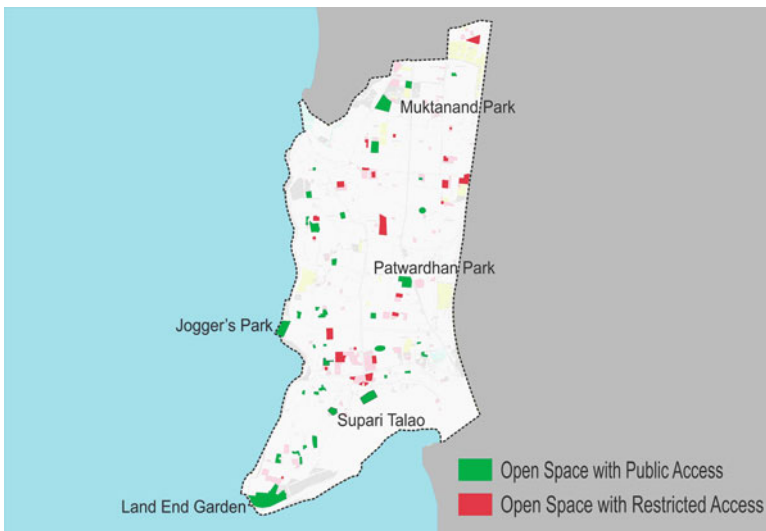 Muktanand Park
Patwardhan Park
Jogger's Park
Supari Talao
Land End Garden
Open Space with Public Access
Open Space with Restricted Access